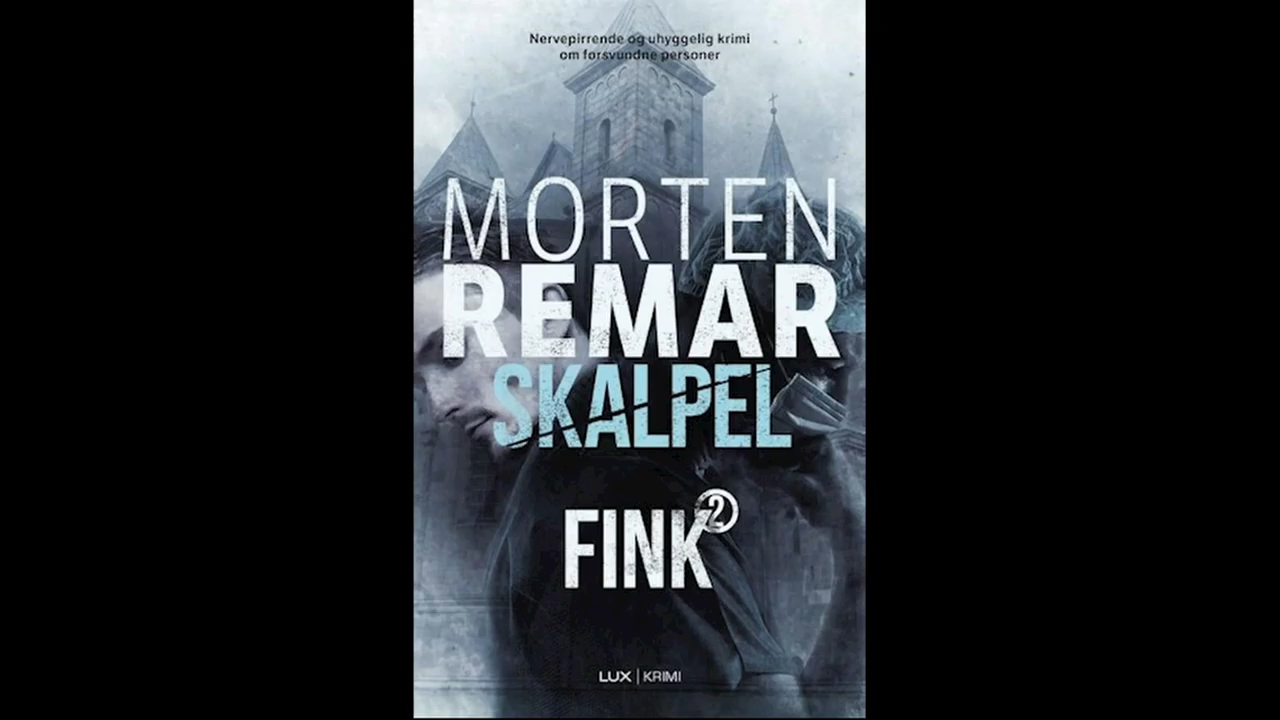 Nervepirrende og uhyggelig krimi
om forsvundne personer
MORTEN
REMAR
SKALPEL
FINK 2
LUX | KRIMI